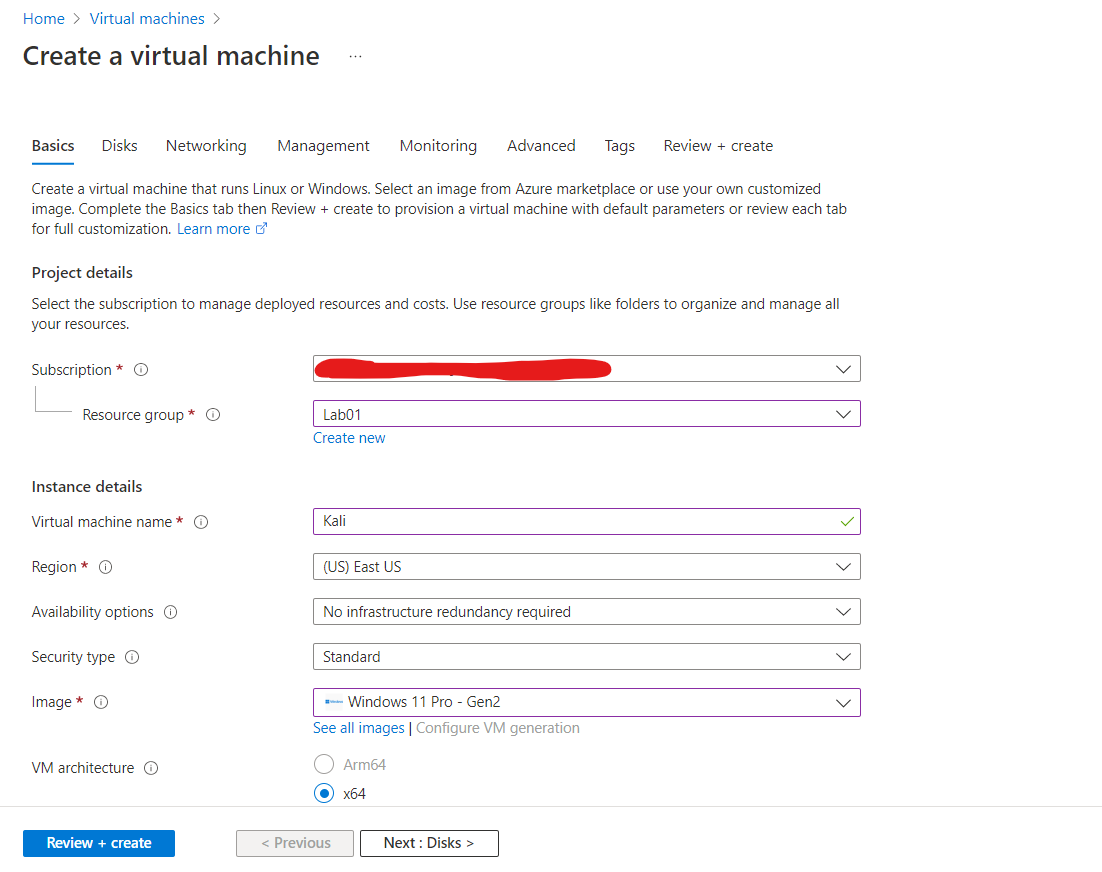 Home > Virtual machines >
Create a virtual machine ...
Basics Disks Networking Management Monitoring Advanced Tags Review + create
Create a virtual machine that runs Linux or Windows. Select an image from Azure marketplace or use your own customized
image. Complete the Basics tab then Review + create to provision a virtual machine with default parameters or review each tab
for full customization. Learn more
Project details
Select the subscription to manage deployed resources and costs. Use resource groups like folders to organize and manage all
your resources.
Subscription *
Resource group * Lab01
Create new
Instance details
Virtual machine name * Kali
Region * (US) East US
Availability options No infrastructure redundancy required
Security type Standard
Image * Windows 11 Pro - Gen2
See all images | Configure VM generation
VM architecture Arm64
x64
Review + create < Previous Next : Disks >